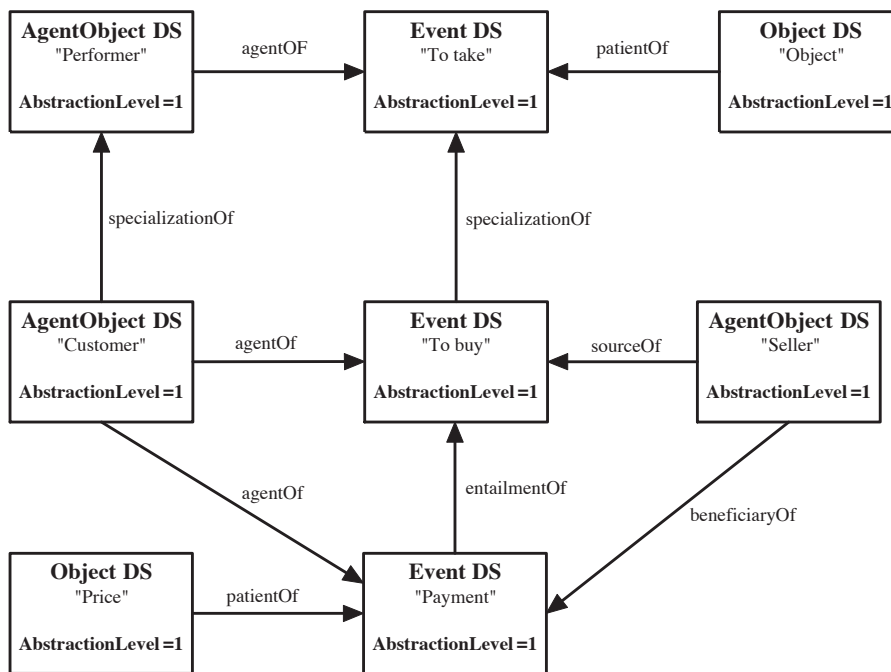 AgentObject DS
"Performer"
AbstractionLevel=1
agentOF
Event DS
"To take"
AbstractionLevel=1
patientOf
Object DS
"Object"
AbstractionLevel=1
specializationOf
specializationOf
AgentObject DS
"Customer"
AbstractionLevel=1
agentOf
Event DS
"To buy"
AbstractionLevel=1
sourceOf
AgentObject DS
"Seller"
AbstractionLevel=1
agentOf
entailmentOf
beneficiaryOf
Object DS
"Price"
AbstractionLevel=1
patientOf
Event DS
"Payment"
AbstractionLevel=1